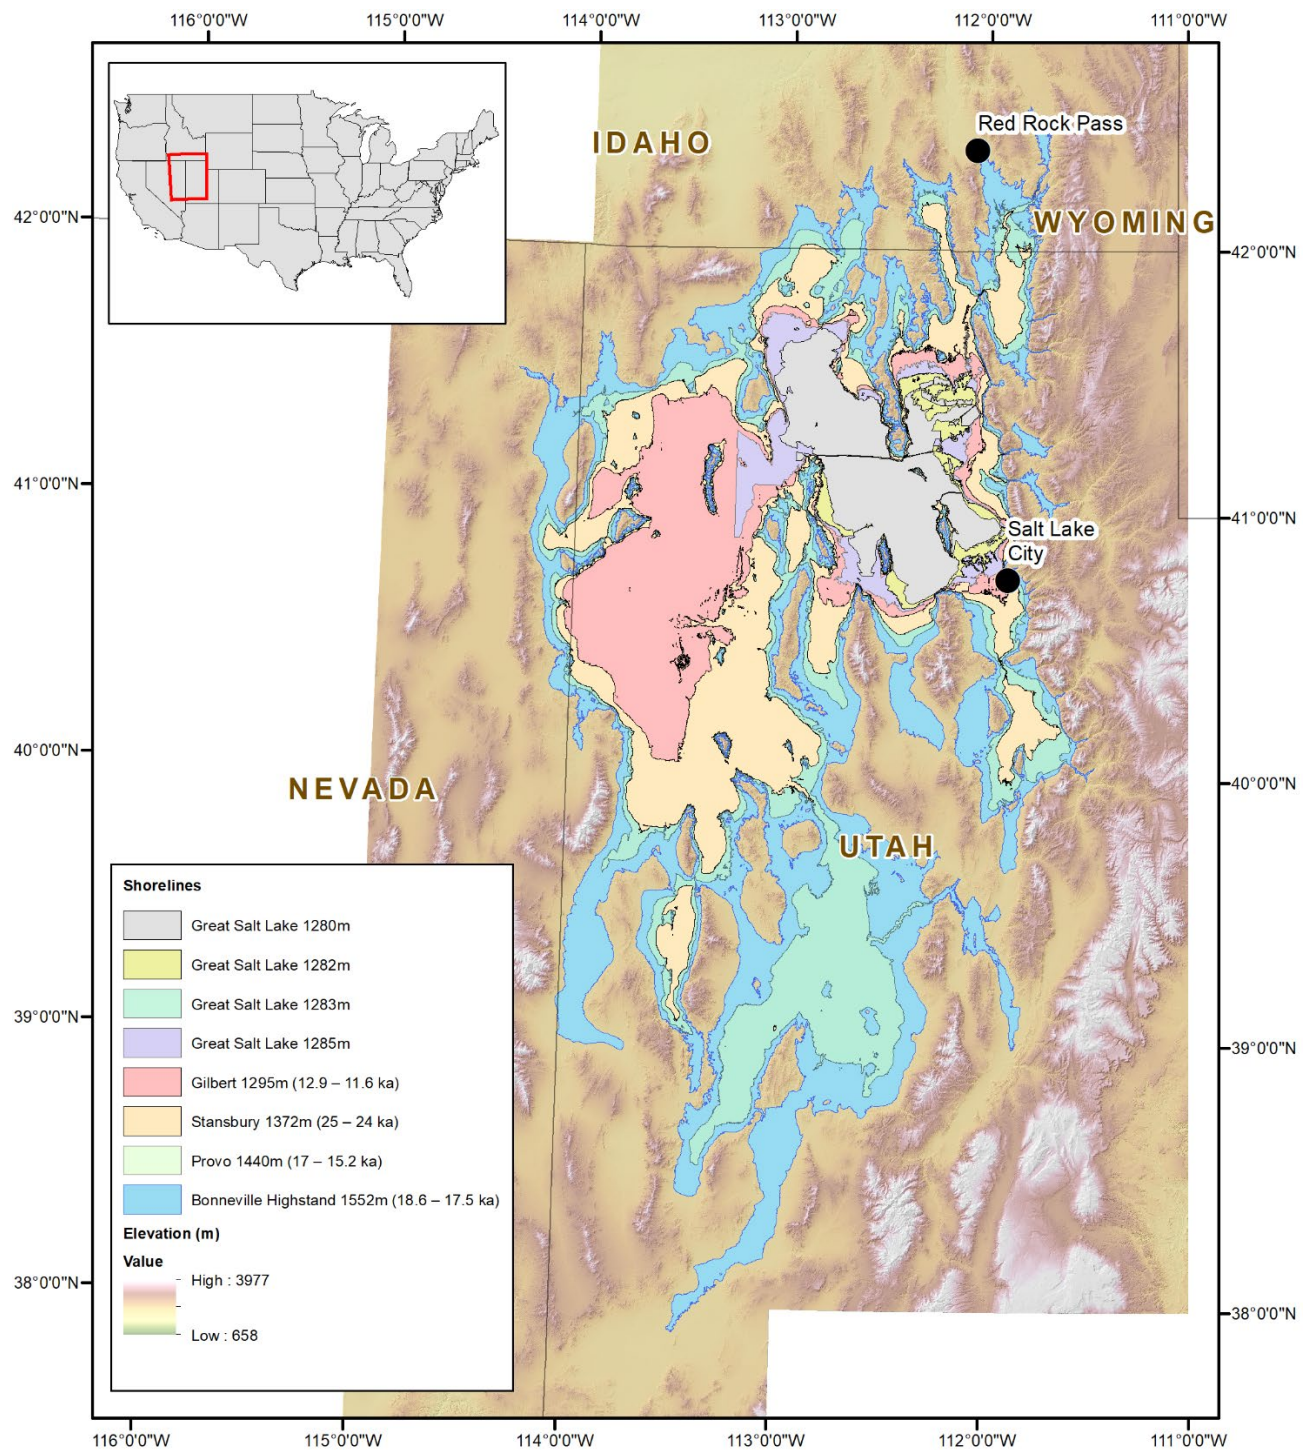 116°0'0"W
115°0'0"W
114°0'0"W
113°0'0"W
112°0'0"W
111°0'0"W
Red Rock Pass
IDAHO
WYOMING
42°0'0"N
42°0'0"N
41°0'0"N
41°0'0"N
Salt Lake
City
40°0'0"N
40°0'0"N
NEVADA
UTAH
39°0'0"N
39°0'0"N
38°0'0"N
38°0'0"N
Shorelines
Great Salt Lake 1280m
Great Salt Lake 1282m
Great Salt Lake 1283m
Great Salt Lake 1285m
Gilbert 1295m (12.9 – 11.6 ka)
Stansbury 1372m (25 – 24 ka)
Provo 1440m (17 – 15.2 ka)
Bonneville Highstand 1552m (18.6 – 17.5 ka)
Elevation (m)
Value
High : 3977
Low : 658
116°0'0"W
115°0'0"W
114°0'0"W
113°0'0"W
112°0'0"W
111°0'0"W